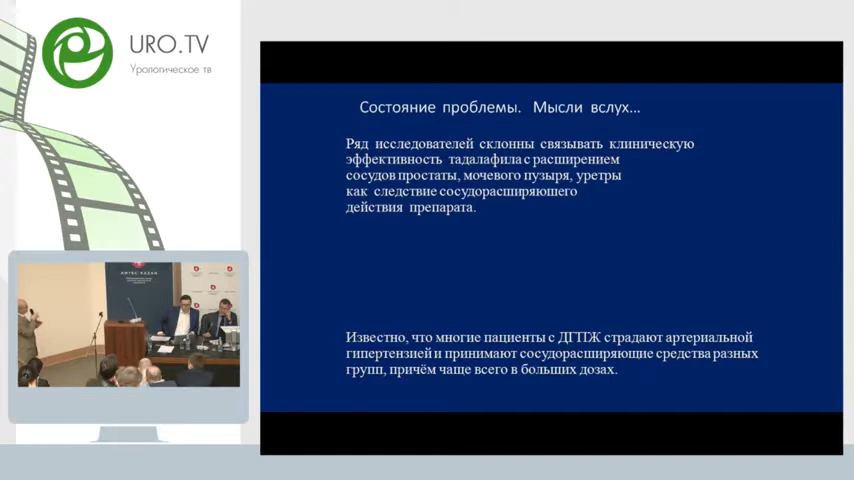 URO.TV
Урологическое тв
Состояние проблемы. Мысли вслух...
Ряд исследователей склонны связывать клиническую
эффективность тадалафила с расширением
сосудов простаты, мочевого пузыря, уретры
как следствие сосудорасширяюшего
действия препарата.
Известно, что многие пациенты с ДГПЖ страдают артериальной
гипертензией и принимают сосудорасширяющие средства разных
групп, причём чаще всего в больших дозах.